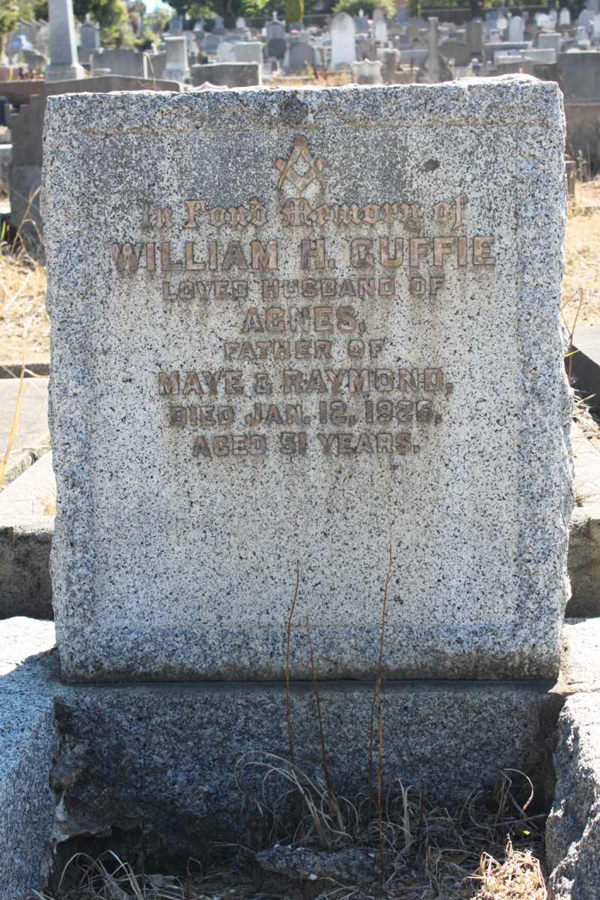 In Fond Memory of
WILLIAM H. GUFFIE
LOVED HUSBAND OF
AGNES,
FATHER OF
MAYE & RAYMOND,
DIED JAN. 12, 1926,
AGED 51 YEARS.